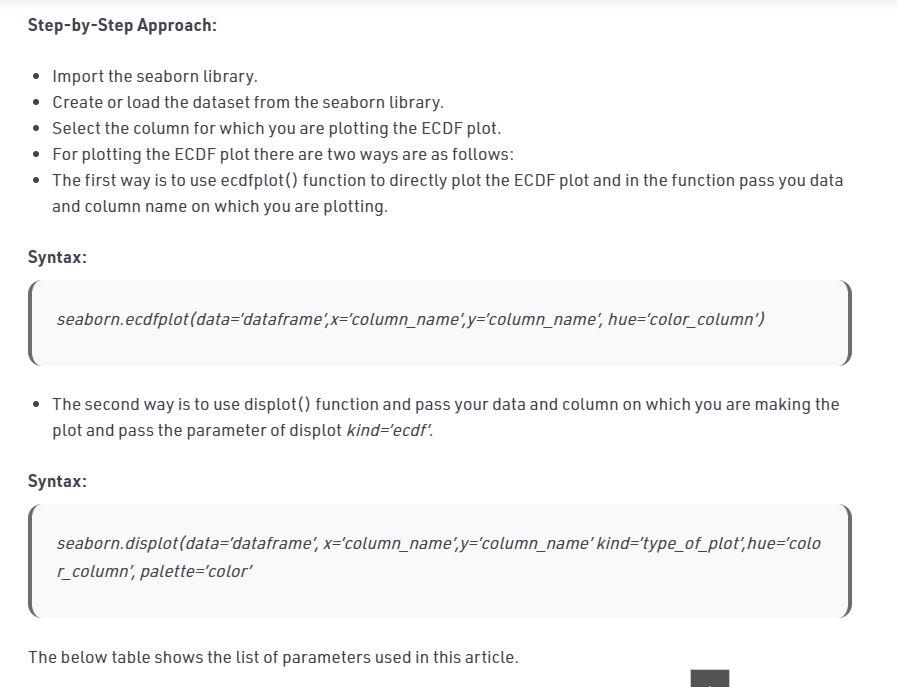 Step-by-Step Approach:
• Import the seaborn library.
• Create or load the dataset from the seaborn library.
• Select the column for which you are plotting the ECDF plot.
• For plotting the ECDF plot there are two ways are as follows:
• The first way is to use ecdfplot() function to directly plot the ECDF plot and in the function pass you data
and column name on which you are plotting.
Syntax:
seaborn.ecdfplot(data=’dataframe’,x=’column_name’,y=’column_name’, hue=’color_column’)
• The second way is to use displot() function and pass your data and column on which you are making the
plot and pass the parameter of displot kind=’ecdf’.
Syntax:
seaborn.displot(data=’dataframe’, x=’column_name’,y=’column_name’ kind=’type_of_plot’,hue=’colo
r_column’, palette=’color’
The below table shows the list of parameters used in this article.